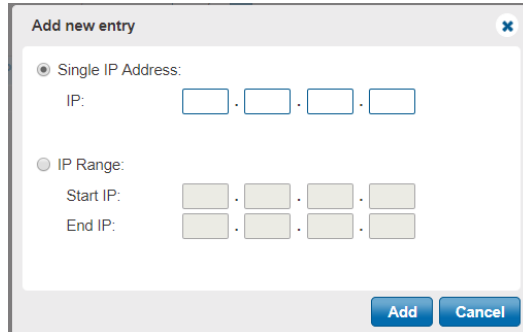 Add new entry
Single IP Address:
IP: . . .
IP Range:
Start IP: . . .
End IP: . . .
Add Cancel